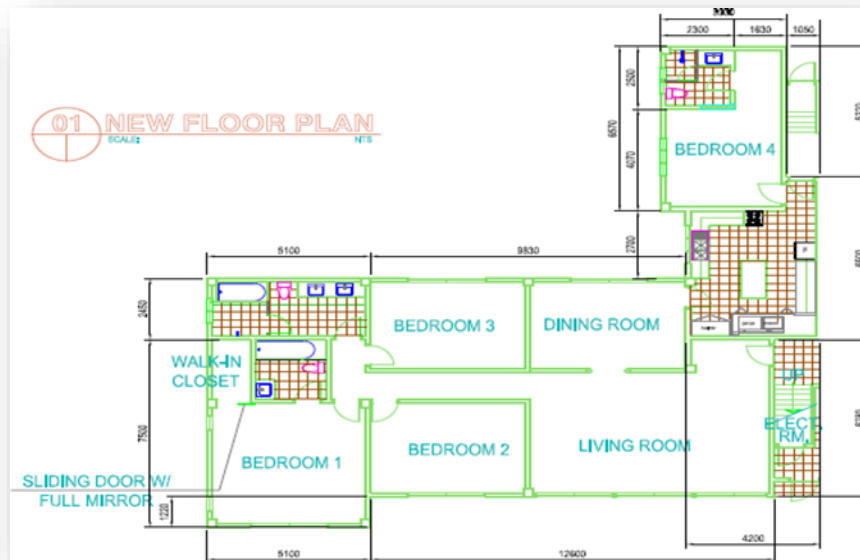 2300
1630
1050
01 NEW FLOOR PLAN
SCALE:
NTS
2500
6570
BEDROOM 4
4070
5100
9830
2700
2450
BEDROOM 3
DINING ROOM
WALK-IN
CLOSET
UP
7500
ELECT.
RM.
BEDROOM 2
LIVING ROOM
BEDROOM 1
SLIDING DOOR W/
FULL MIRROR
1220
4200
5100
12600